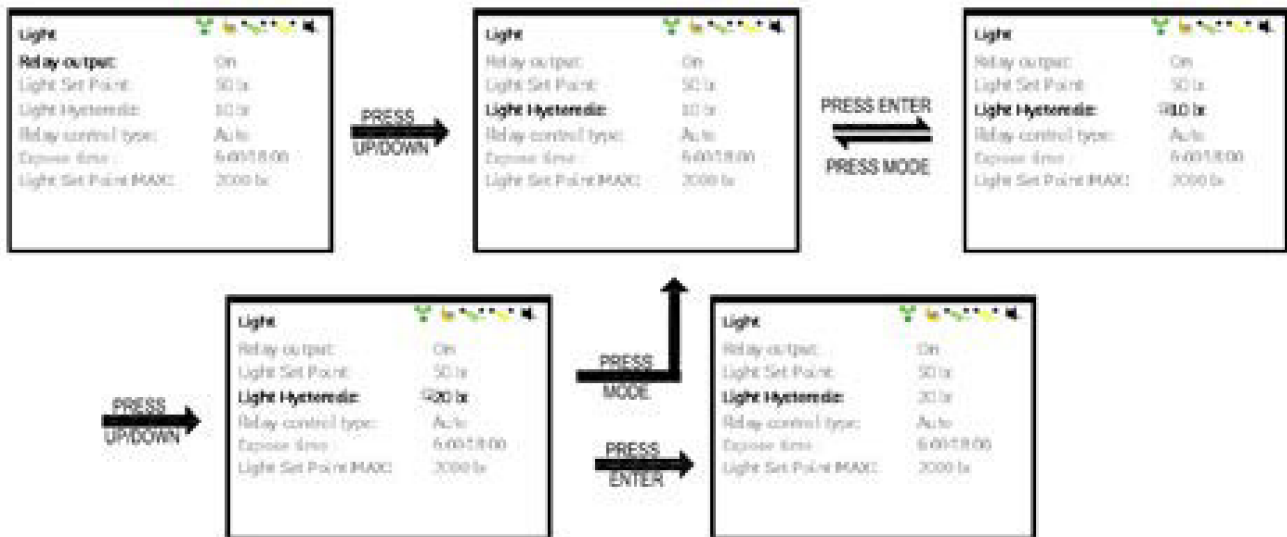 Light
Relay output: On
Light Set Point: 50 lx
Light Hysteresis: 10 lx
Relay control type: Auto
Expose time: 6:00-18:00
Light Set Point MAX: 2000 lx
PRESS
UP/DOWN
Light
Relay output: On
Light Set Point: 50 lx
Light Hysteresis: 10 lx
Relay control type: Auto
Expose time: 6:00-18:00
Light Set Point MAX: 2000 lx
PRESS ENTER
PRESS MODE
Light
Relay output: On
Light Set Point: 50 lx
Light Hysteresis: 10 lx
Relay control type: Auto
Expose time: 6:00-18:00
Light Set Point MAX: 2000 lx
PRESS
UP/DOWN
Light
Relay output: On
Light Set Point: 50 lx
Light Hysteresis: 20 lx
Relay control type: Auto
Expose time: 6:00-18:00
Light Set Point MAX: 2000 lx
PRESS
MODE
PRESS
ENTER
Light
Relay output: On
Light Set Point: 50 lx
Light Hysteresis: 20 lx
Relay control type: Auto
Expose time: 6:00-18:00
Light Set Point MAX: 2000 lx